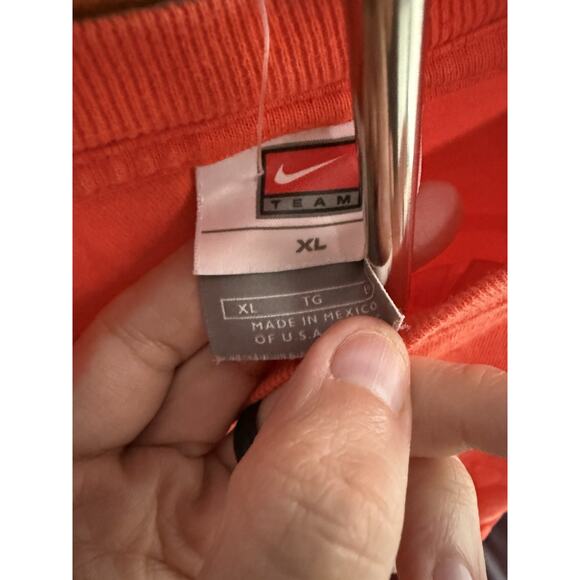 TEAM
XL
XL TG
MADE IN MEXICO
OF U.S.A.